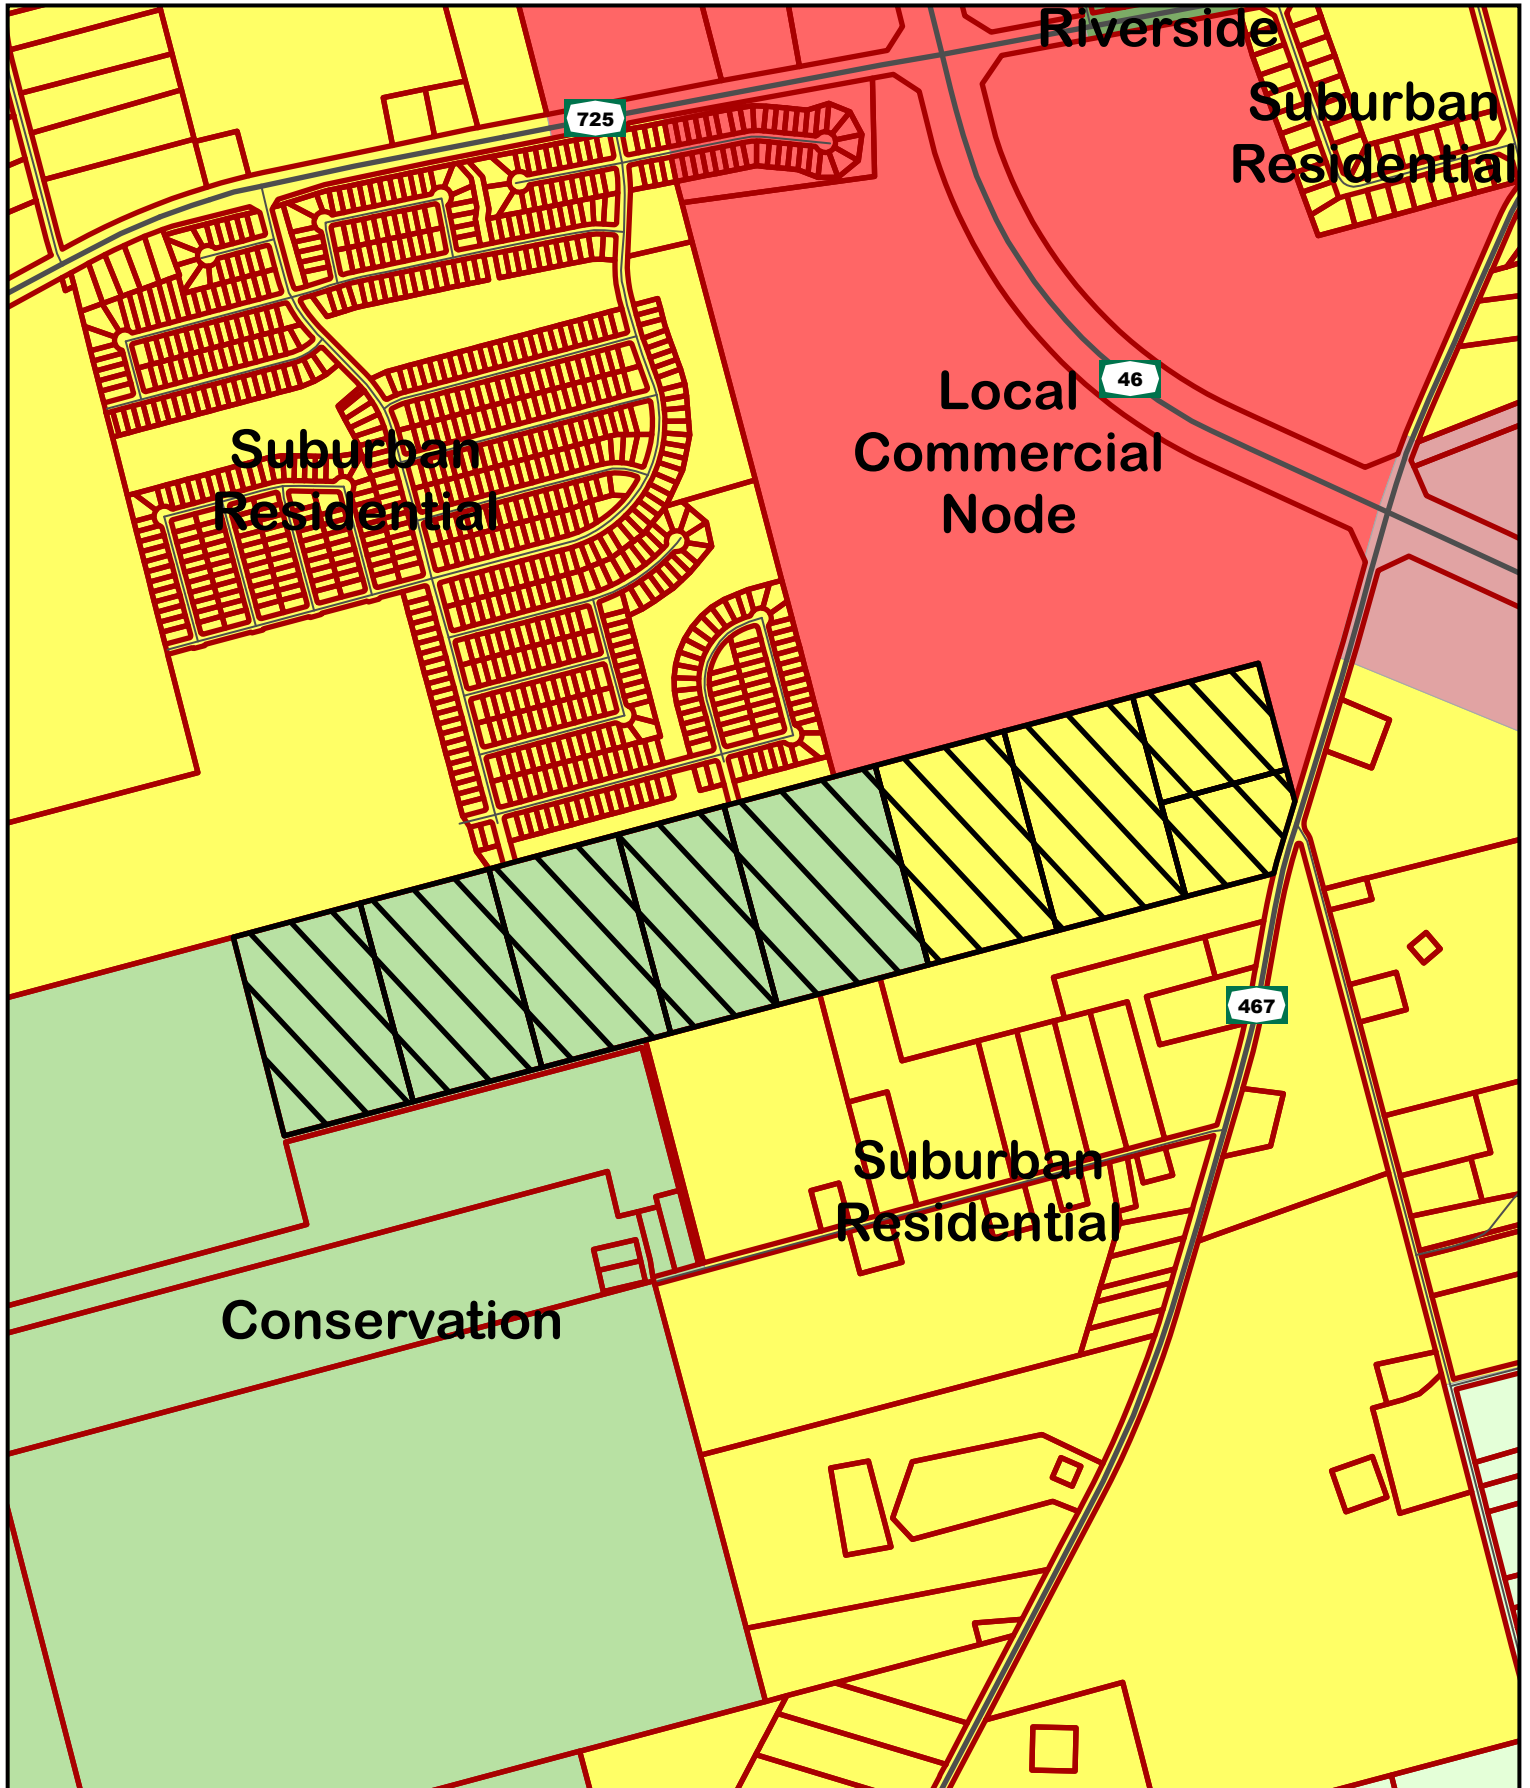 Riverside
Suburban
Residential
725
46
Local
Commercial
Node
Suburban
Residential
467
Suburban
Residential
Conservation